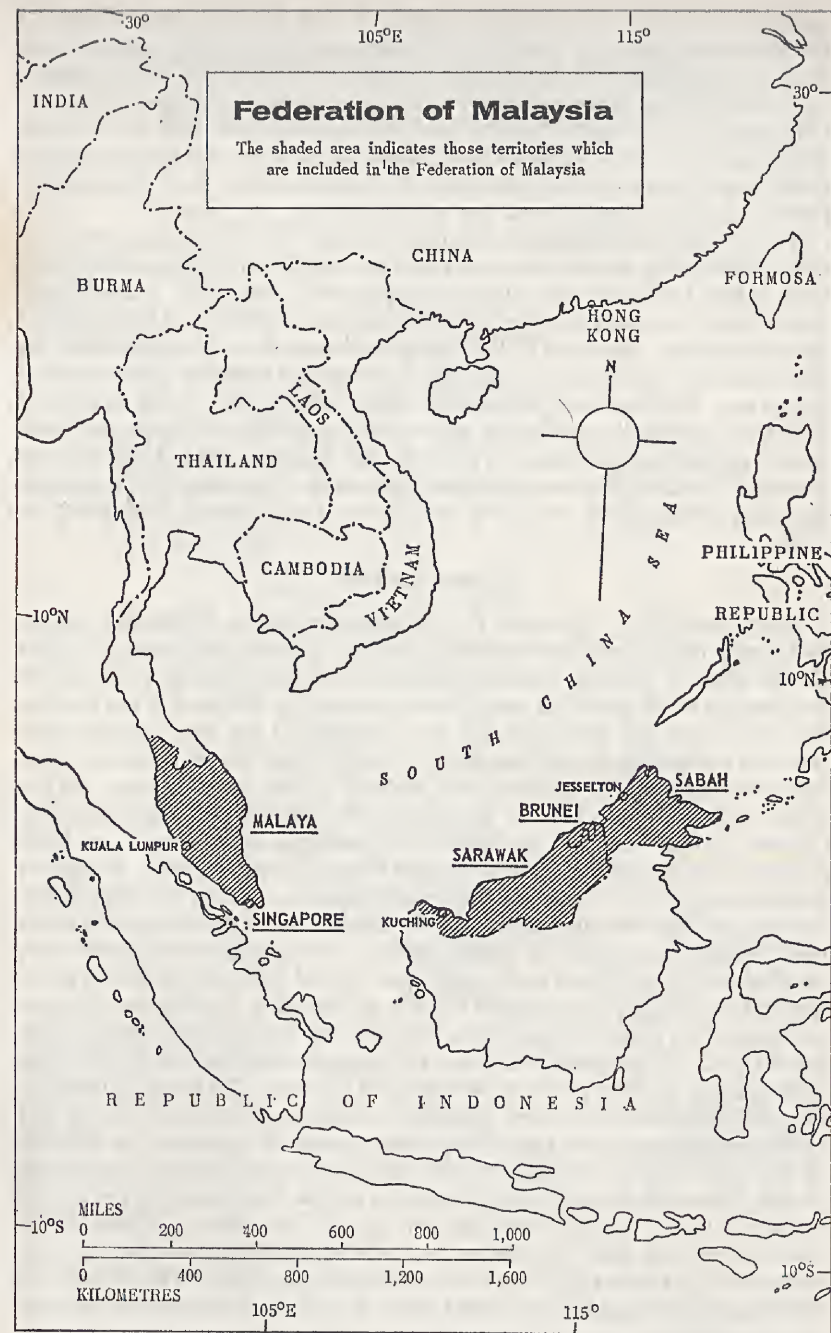 30°
105°E
115°
INDIA
30°
Federation of Malaysia
The shaded area indicates those territories which
are included in the Federation of Malaysia
CHINA
BURMA
FORMOSA
HONG
KONG
N
LAOS
THAILAND
CAMBODIA
VIETNAM
PHILIPPINE
REPUBLIC
10°N
10°N
SOUTH CHINA SEA
JESSELTON
SABAH
BRUNEI
MALAYA
KUALA LUMPUR
SARAWAK
SINGAPORE
KUCHING
REPUBLIC OF INDONESIA
MILES
0 200 400 600 800 1,000
10°S
0 400 800 1,200 1,600
KILOMETRES
10°S
105°E
115°